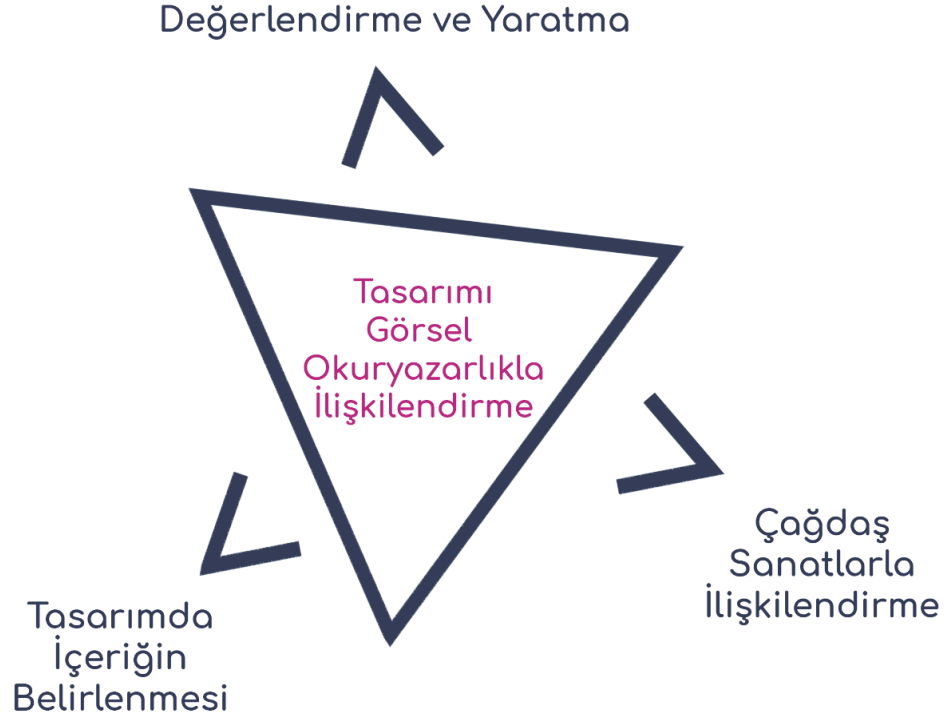 Değerlendirme ve Yaratma
Tasarımı
Görsel
Okuryazarlıkla
İlişkilendirme
Çağdaş
Sanatlarla
İlişkilendirme
Tasarımda
İçeriğin
Belirlenmesi